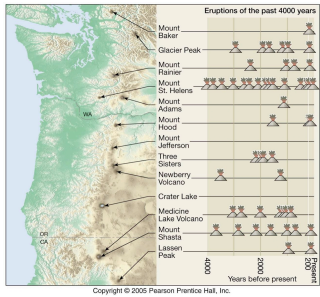 Eruptions of the past 4000 years
Mount
Baker
Glacier Peak
Mount
Rainier
Mount
St. Helens
Mount
Adams
WA
Mount
Hood
Mount
Jefferson
Three
Sisters
Newberry
Volcano
Crater Lake
Medicine
Lake Volcano
OR
CA
Mount
Shasta
Lassen
Peak
4000
2000
200
Present
Years before present
Copyright © 2005 Pearson Prentice Hall, Inc.